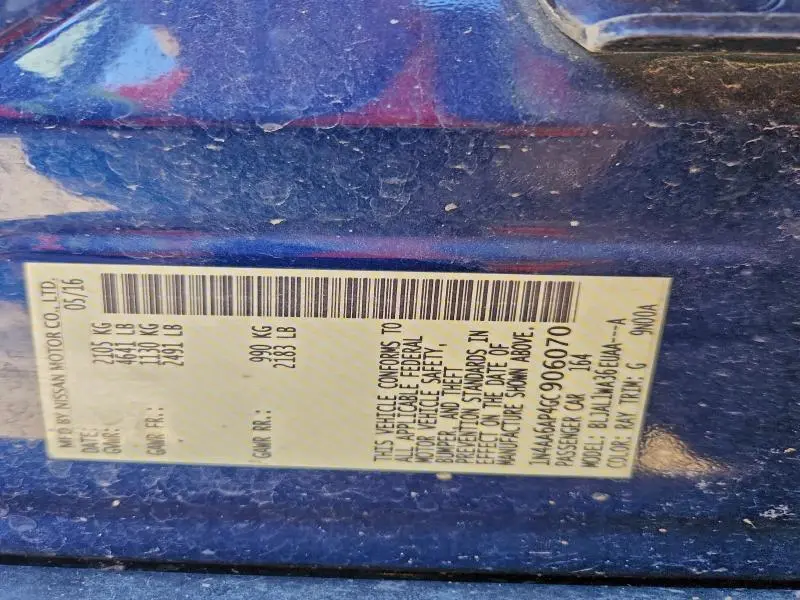 MFD BY NISSAN MOTOR CO., LTD.
DATE: 05/16
GVWR: 2105 KG
4641 LB
GAWR FR: 1130 KG
2491 LB
GAWR RR: 990 KG
2183 LB
THIS VEHICLE CONFORMS TO
ALL APPLICABLE FEDERAL
MOTOR VEHICLE SAFETY,
BUMPER, AND THEFT
PREVENTION STANDARDS IN
EFFECT ON THE DATE OF
MANUFACTURE SHOWN ABOVE.
1N4AA6AP4GC906070
PASSENGER CAR 164
MODEL: BLJALLWA36EUAA---A
COLOR: RAY TRIM: G 9N00A